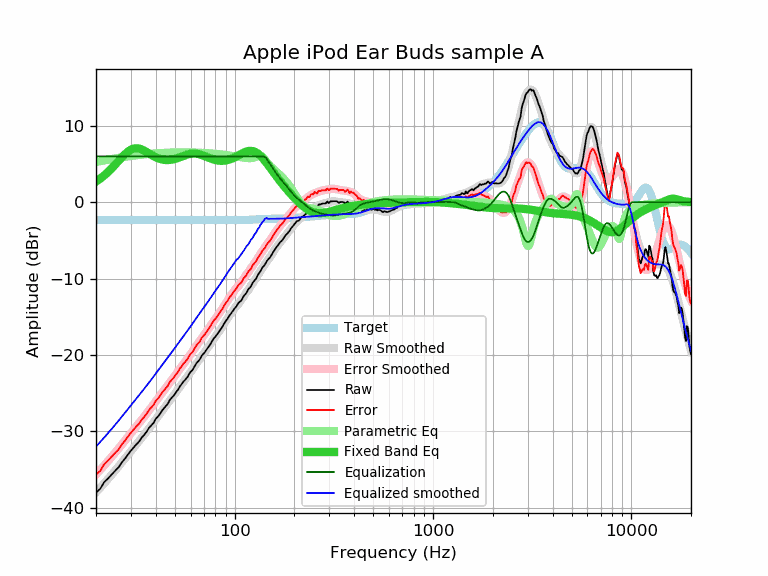 Apple iPod Ear Buds sample A
Amplitude (dBr)
10
0
−10
−20
−30
−40
Target
Raw Smoothed
Error Smoothed
Raw
Error
Parametric Eq
Fixed Band Eq
Equalization
Equalized smoothed
100
1000
10000
Frequency (Hz)